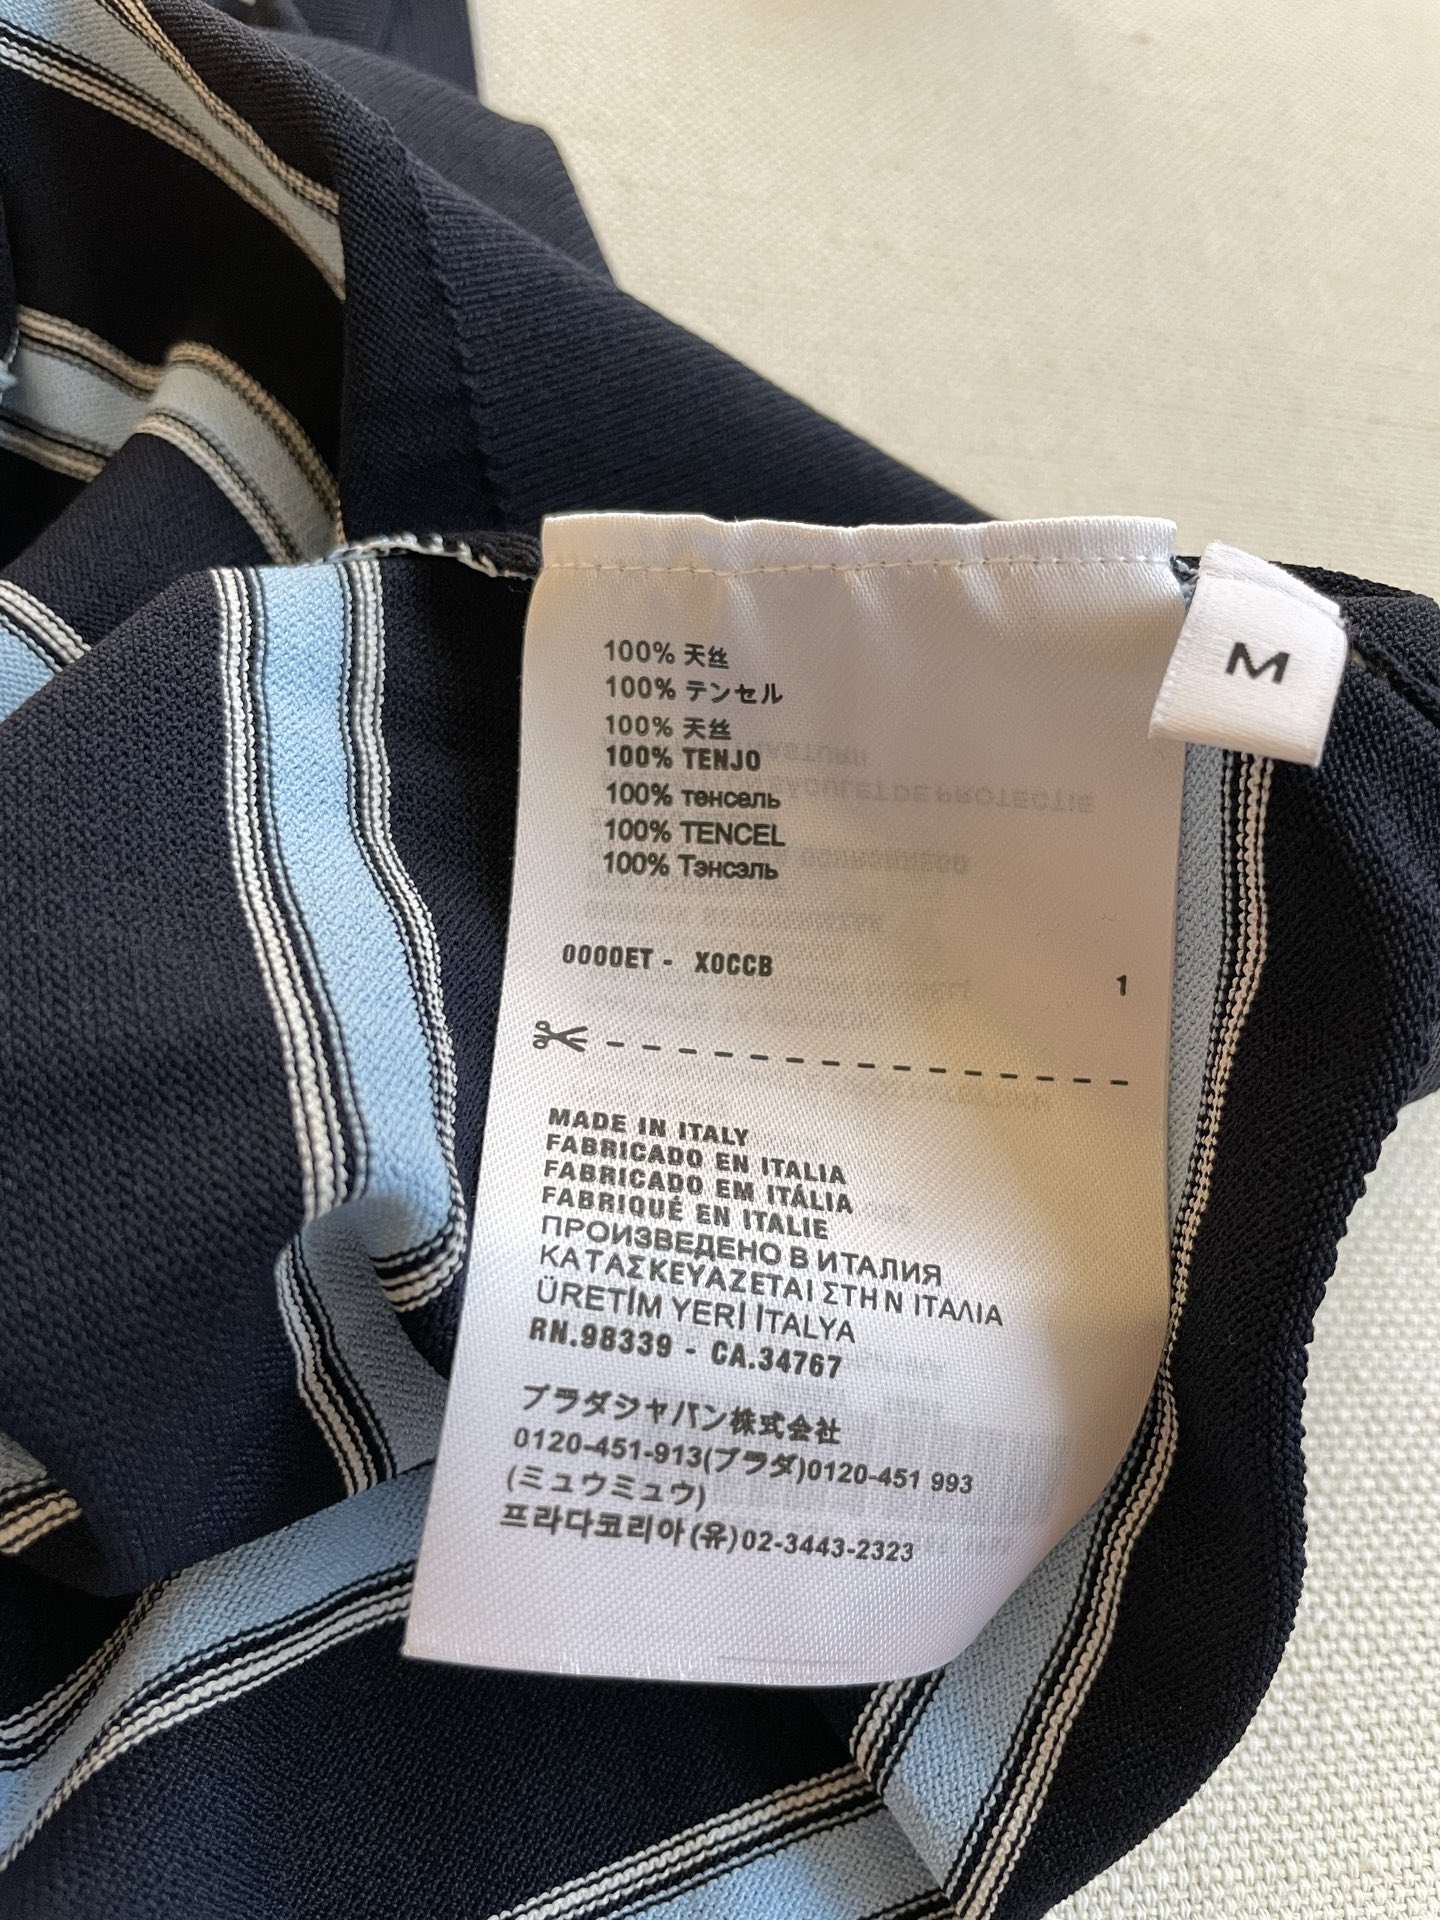 100% 天丝
100% テンセル
100% 天丝
100% TENJO
100% тенсель
100% TENCEL
100% Тэнсэль
0000ET - X0CCB 1
MADE IN ITALY
FABRICADO EN ITALIA
FABRICADO EM ITÁLIA
FABRIQUÉ EN ITALIE
ПРОИЗВЕДЕНО В ИТАЛИЯ
ΚΑΤΑΣΚΕΥΑΖΕΤΑΙ ΣΤΗΝ ΙΤΑΛΙΑ
ÜRETİM YERİ İTALYA
RN.98339 - CA.34767
プラダジャパン株式会社
0120-451-913(プラダ)0120-451 993
(ミュウミュウ)
프라다코리아(유)02-3443-2323
M